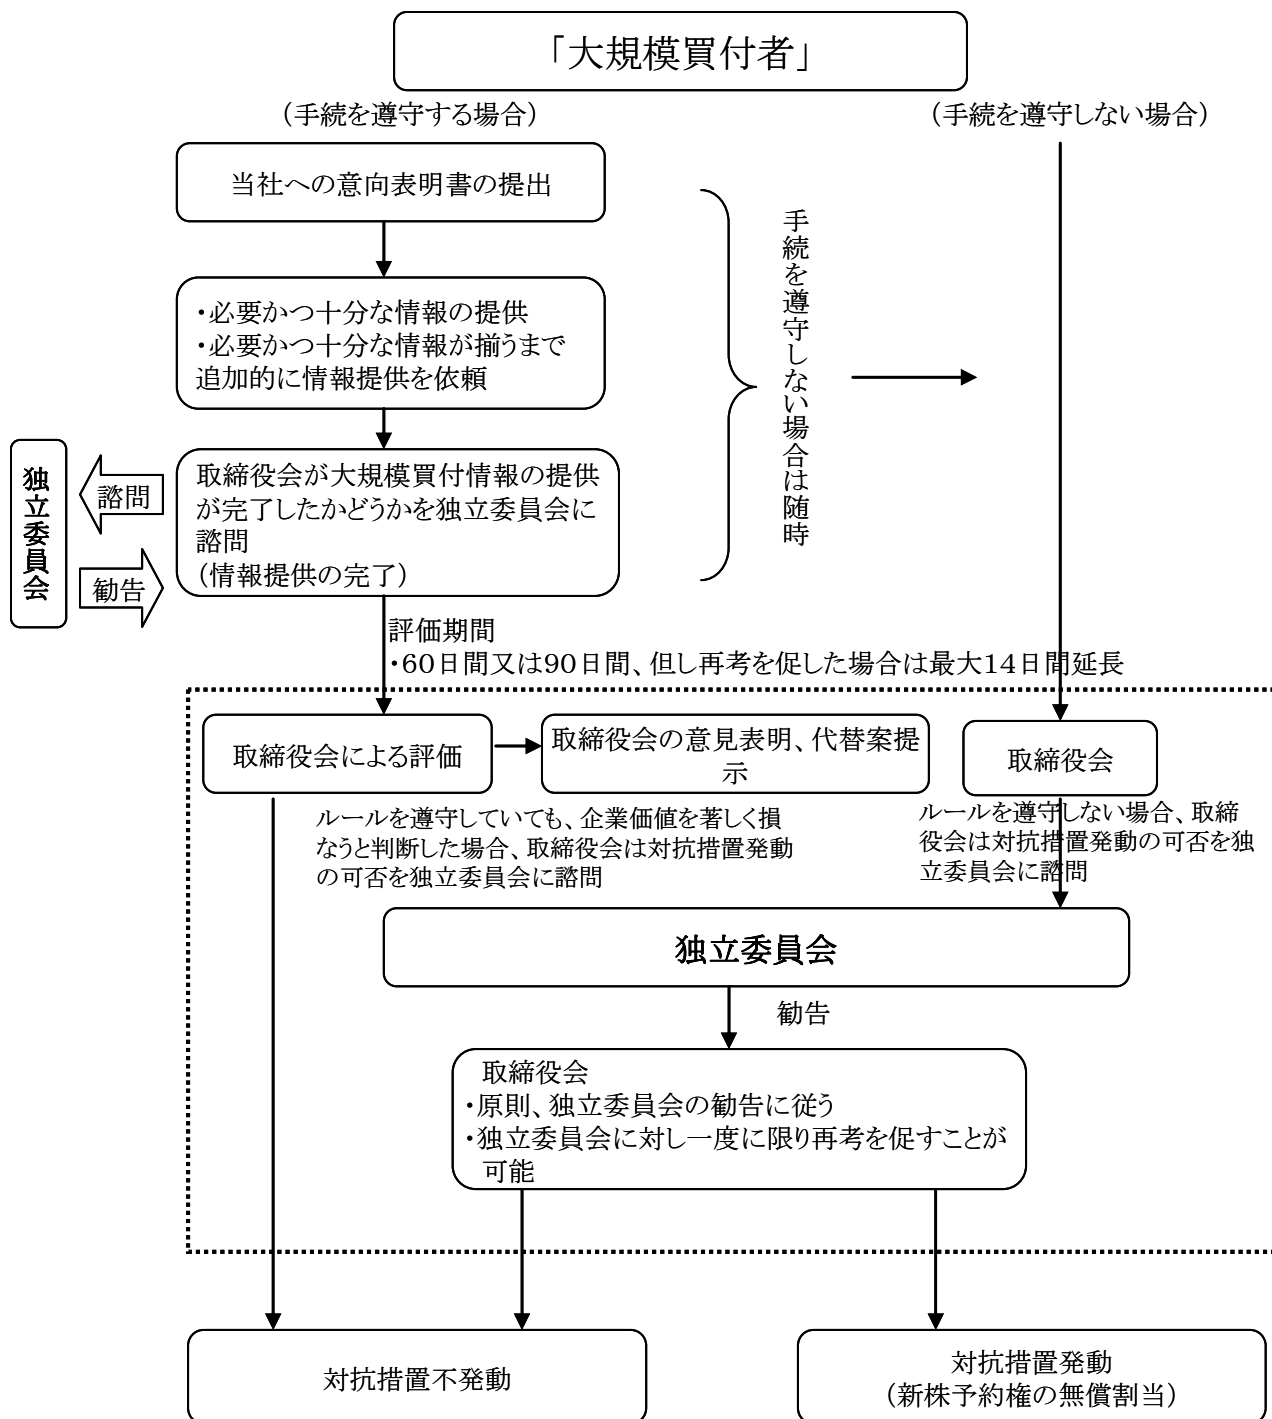 「大規模買付者」
（手続を遵守する場合）
（手続を遵守しない場合）
当社への意向表明書の提出
・必要かつ十分な情報の提供
・必要かつ十分な情報が揃うまで
追加的に情報提供を依頼
手続を遵守しない場合は随時
独立委員会
諮問
勧告
取締役会が大規模買付情報の提供
が完了したかどうかを独立委員会に
諮問
（情報提供の完了）
評価期間
・60日間又は90日間、但し再考を促した場合は最大14日間延長
取締役会による評価
取締役会の意見表明、代替案提
示
取締役会
ルールを遵守していても、企業価値を著しく損
なうと判断した場合、取締役会は対抗措置発動
の可否を独立委員会に諮問
ルールを遵守しない場合、取締
役会は対抗措置発動の可否を独
立委員会に諮問
独立委員会
勧告
取締役会
・原則、独立委員会の勧告に従う
・独立委員会に対し一度に限り再考を促すことが
可能
対抗措置不発動
対抗措置発動
（新株予約権の無償割当）